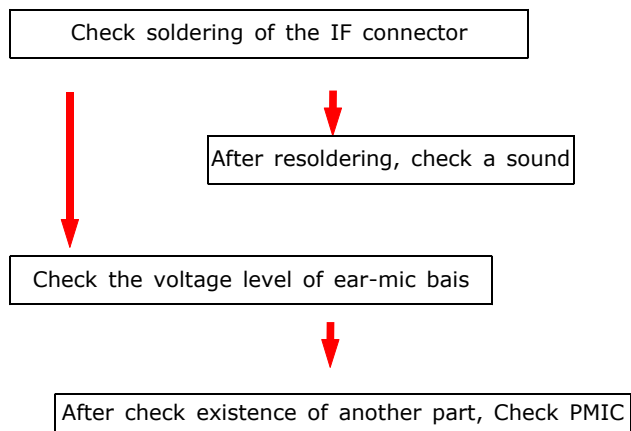 Check soldering of the IF connector
After resoldering, check a sound
Check the voltage level of ear-mic bais
After check existence of another part, Check PMIC